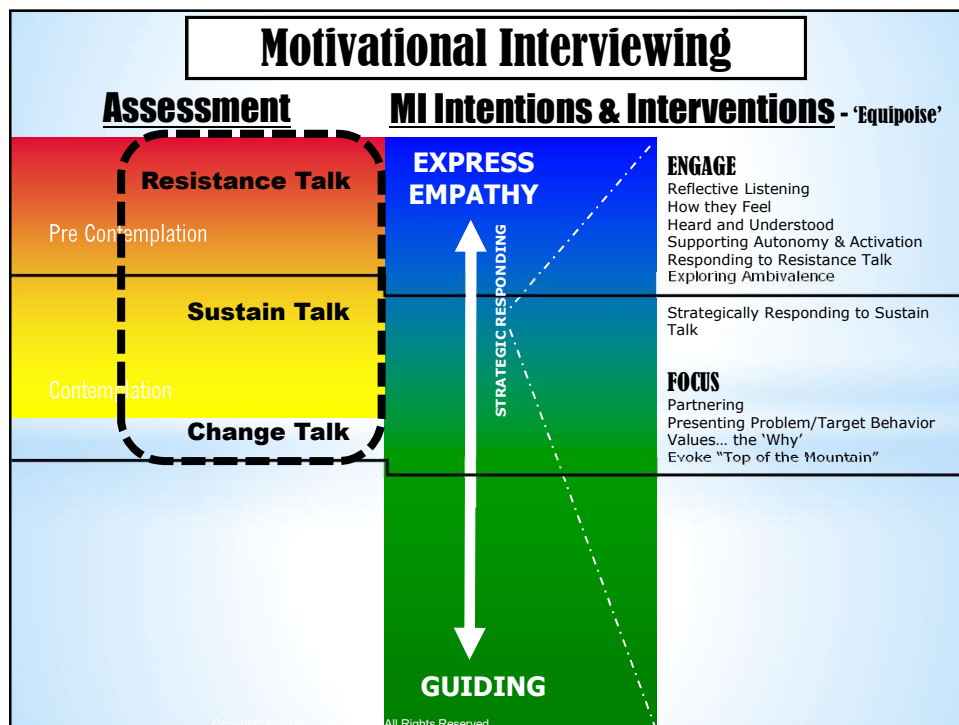 Motivational Interviewing
Assessment
MI Intentions & Interventions - ‘Equipoise’
Resistance Talk
Pre Contemplation
Sustain Talk
Contemplation
Change Talk
EXPRESS
EMPATHY
STRATEGIC RESPONDING
GUIDING
ENGAGE
Reflective Listening
How they Feel
Heard and Understood
Supporting Autonomy & Activation
Responding to Resistance Talk
Exploring Ambivalence
Strategically Responding to Sustain
Talk
FOCUS
Partnering
Presenting Problem/Target Behavior
Values… the ‘Why’
Evoke “Top of the Mountain”
All Rights Reserved